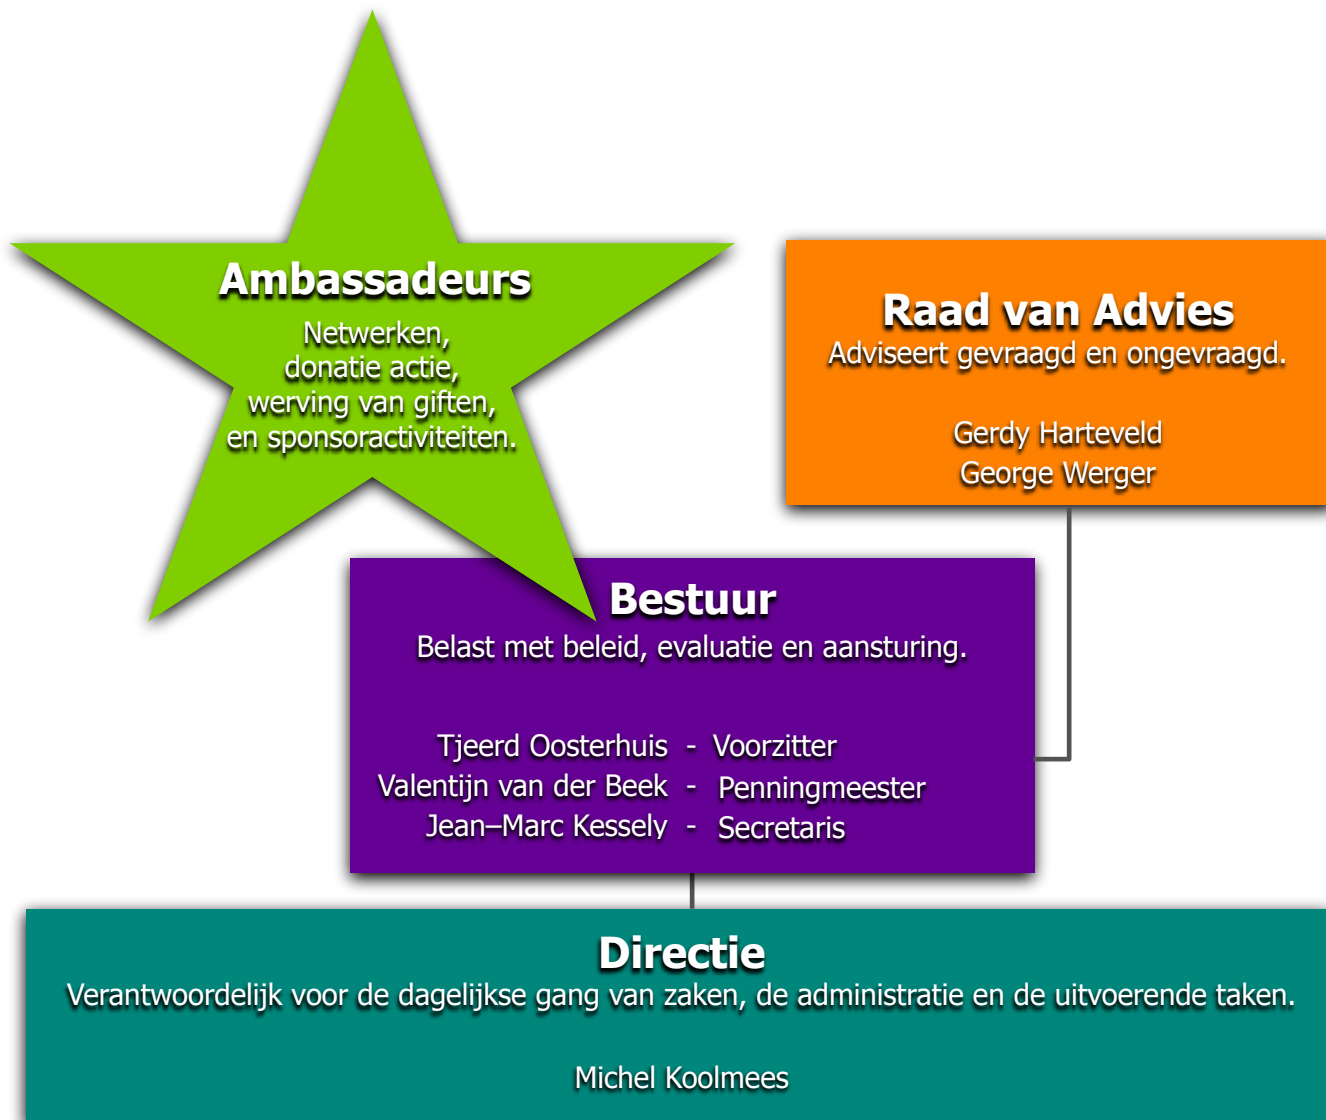 Ambassadeurs
Netwerken,
donatie actie,
werving van giften,
en sponsoractiviteiten.
Raad van Advies
Adviseert gevraagd en ongevraagd.
Gerdy Harteveld
George Werger
Bestuur
Belast met beleid, evaluatie en aansturing.
Tjeerd Oosterhuis - Voorzitter
Valentijn van der Beek - Penningmeester
Jean–Marc Kessely - Secretaris
Directie
Verantwoordelijk voor de dagelijkse gang van zaken, de administratie en de uitvoerende taken.
Michel Koolmees